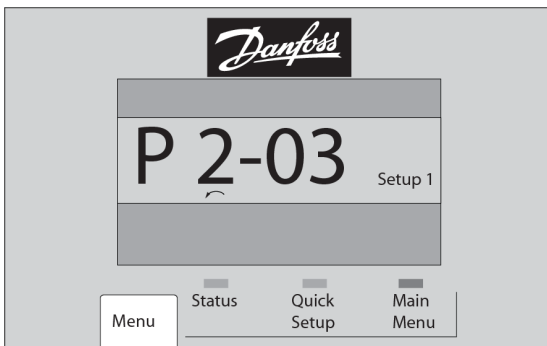 Danfoss
P 2-03
Setup 1
Status
Quick Setup
Main Menu
Menu